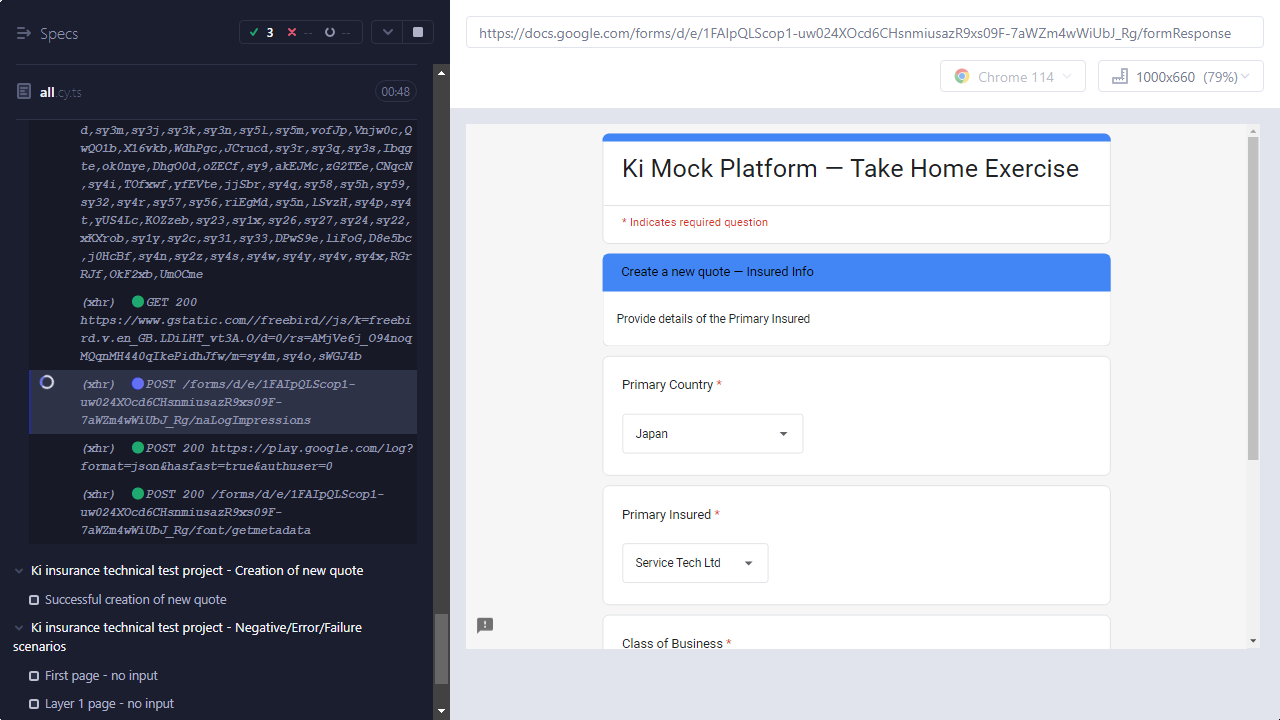 Specs
3
--
--
all.cy.ts
00:48
d,sy3m,sy3j,sy3k,sy3n,sy5l,sy5m,vofJp,Vnjw0c,Q
wQO1b,X16vkb,WdhPgc,JCrucd,sy3r,sy3q,sy3s,Ibqg
te,ok0nye,DhgO0d,oZECf,sy9,akEJMc,zG2TEe,CNqcN
,sy4i,TOfxwf,yfEVte,jjSbr,sy4q,sy58,sy5h,sy59,
sy32,sy4r,sy57,sy56,riEgMd,sy5n,lSvzH,sy4p,sy4
t,yUS4Lc,KOZzeb,sy23,sy1x,sy26,sy27,sy24,sy22,
xKXrob,sy1y,sy2c,sy31,sy33,DPwS9e,liFoG,D8e5bc
,j0HcBf,sy4n,sy2z,sy4s,sy4w,sy4y,sy4v,sy4x,RGr
RJf,OkF2xb,UmOCme
(xhr) GET 200
https://www.gstatic.com//freebird//js/k=freebi
rd.v.en_GB.LDiLHT_vt3A.O/d=0/rs=AMjVe6j_O94noq
MQqnMH440qIkePidhJfw/m=sy4m,sy4o,sWGJ4b
(xhr) POST /forms/d/e/1FAIpQLScop1-
uw024XOcd6CHsnmiusazR9xs09F-
7aWZm4wWiUbJ_Rg/naLogImpressions
(xhr) POST 200 https://play.google.com/log?
format=json&hasfast=true&authuser=0
(xhr) POST 200 /forms/d/e/1FAIpQLScop1-
uw024XOcd6CHsnmiusazR9xs09F-
7aWZm4wWiUbJ_Rg/font/getmetadata
Ki insurance technical test project - Creation of new quote
Successful creation of new quote
Ki insurance technical test project - Negative/Error/Failure
scenarios
First page - no input
Layer 1 page - no input
https://docs.google.com/forms/d/e/1FAIpQLScop1-uw024XOcd6CHsnmiusazR9xs09F-7aWZm4wWiUbJ_Rg/formResponse
Chrome 114
1000x660 (79%)
Ki Mock Platform — Take Home Exercise
* Indicates required question
Create a new quote — Insured Info
Provide details of the Primary Insured
Primary Country *
Japan
Primary Insured *
Service Tech Ltd
Class of Business *